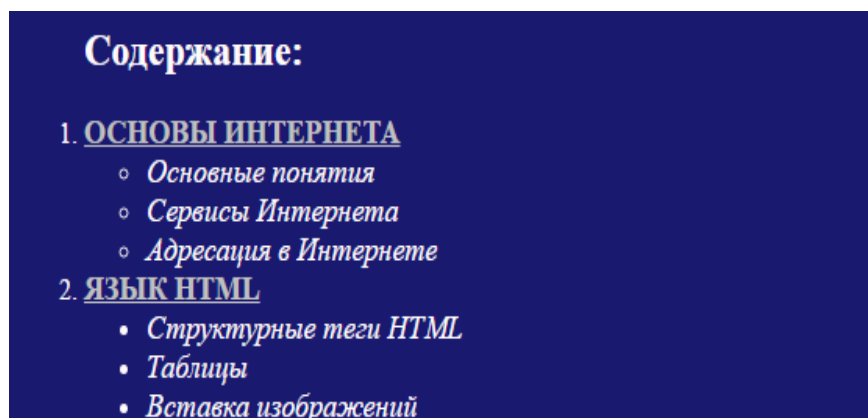 Содержание:
1. ОСНОВЫ ИНТЕРНЕТА
◦ Основные понятия
◦ Сервисы Интернета
◦ Адресация в Интернете
2. ЯЗЫК HTML
• Структурные теги HTML
• Таблицы
• Вставка изображений